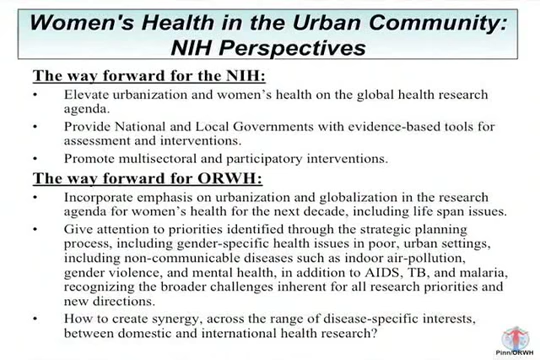 Women's Health in the Urban Community:
NIH Perspectives
The way forward for the NIH:
• Elevate urbanization and women's health on the global health research
agenda.
• Provide National and Local Governments with evidence-based tools for
assessment and interventions.
• Promote multisectoral and participatory interventions.
The way forward for ORWH:
• Incorporate emphasis on urbanization and globalization in the research
agenda for women's health for the next decade, including life span issues.
• Give attention to priorities identified through the strategic planning
process, including gender-specific health issues in poor, urban settings,
including non-communicable diseases such as indoor air-pollution,
gender violence, and mental health, in addition to AIDS, TB, and malaria,
recognizing the broader challenges inherent for all research priorities and
new directions.
• How to create synergy, across the range of disease-specific interests,
between domestic and international health research?
Pinn/ORWH